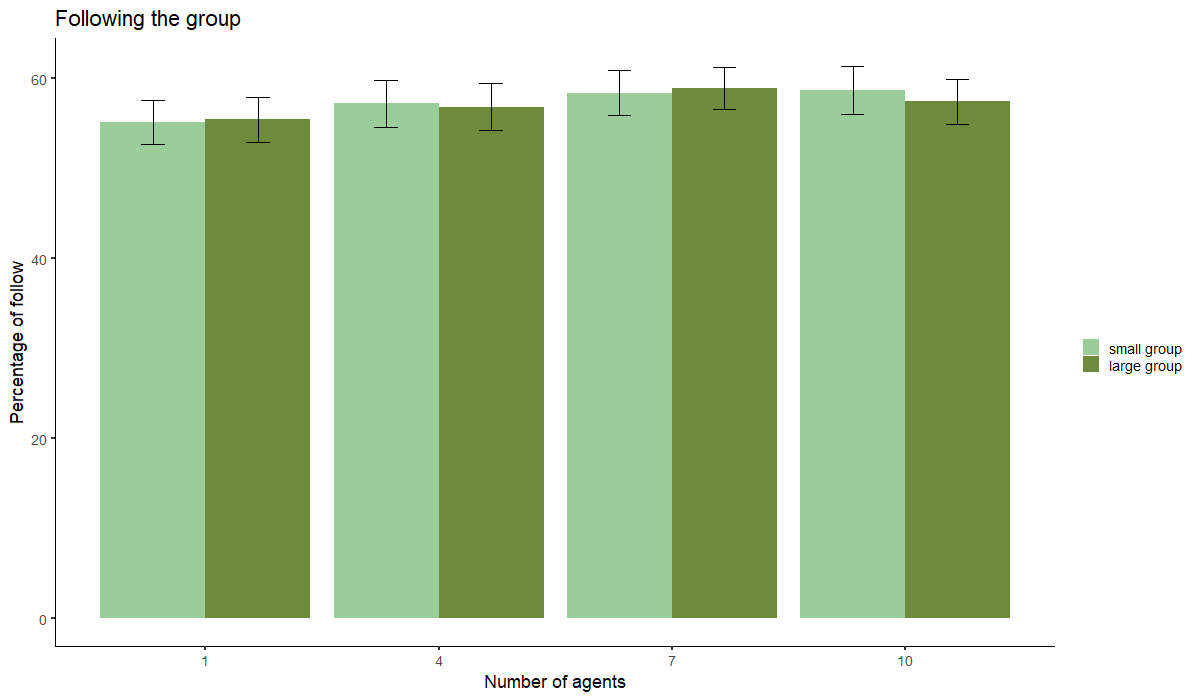 Following the group
60
40
20
0
Percentage of follow
1 4 7 10
Number of agents
small group
large group